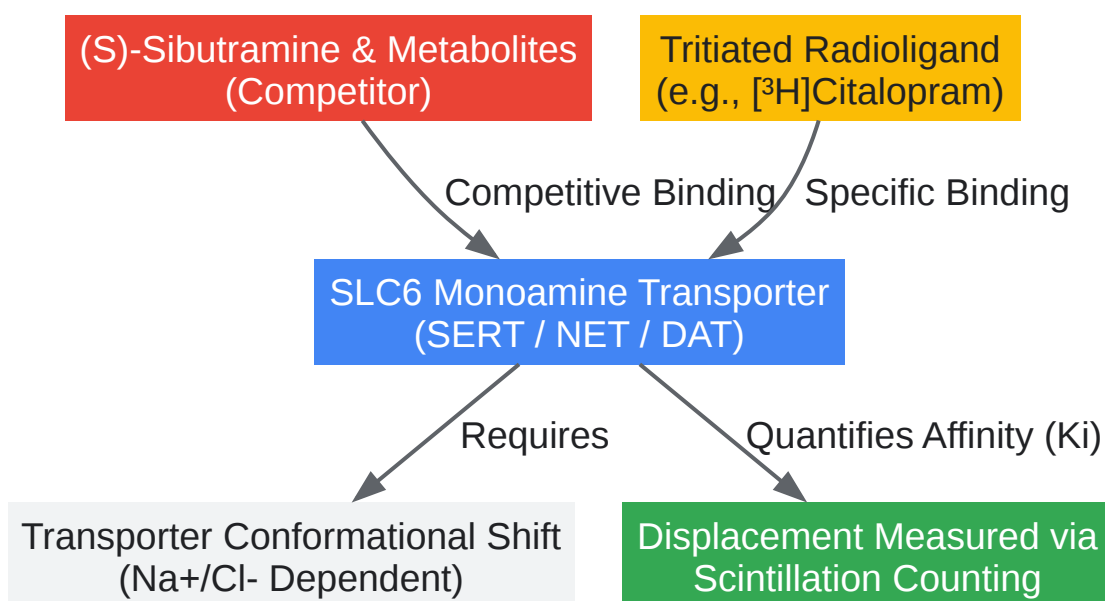 (S)-Sibutramine & Metabolites
(Competitor)
Tritiated Radioligand
(e.g., [³H]Citalopram)
Competitive Binding
Specific Binding
SLC6 Monoamine Transporter
(SERT / NET / DAT)
Requires
Quantifies Affinity (Ki)
Transporter Conformational Shift
(Na+/Cl- Dependent)
Displacement Measured via
Scintillation Counting